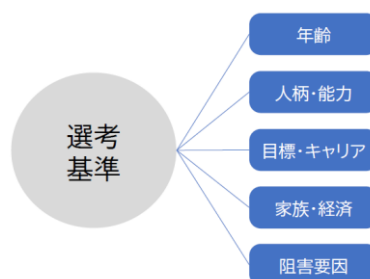 選考
基準
年齢
人柄・能力
目標・キャリア
家族・経済
阻害要因